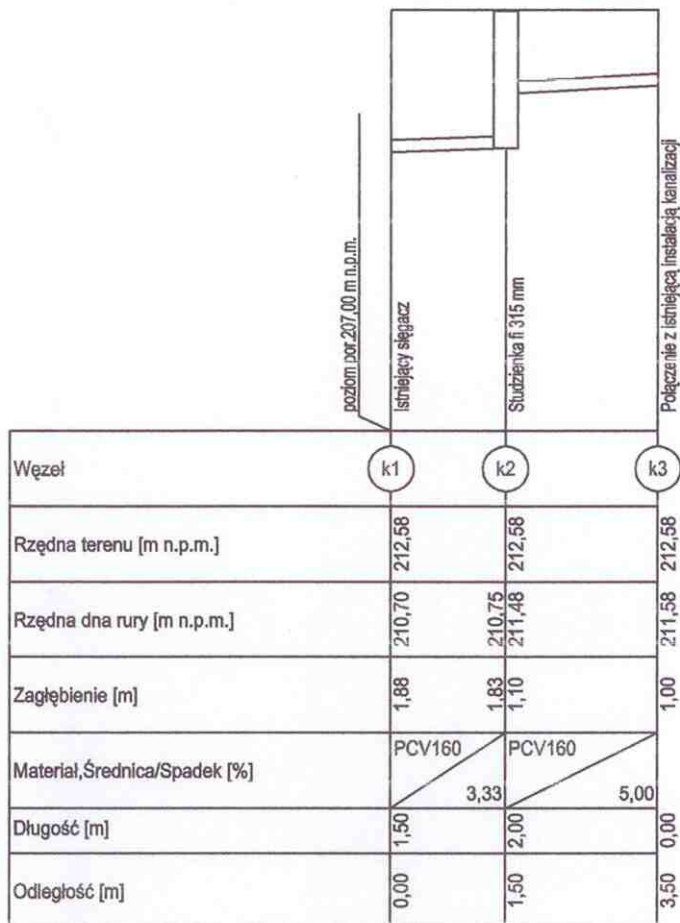 poziom por.207,00 m n.p.m.
Istniejący sięgacz
Studzienka fi 315 mm
Połączenie z istniejącą instalacją kanalizacji
Węzeł k1 k2 k3
Rzędna terenu [m n.p.m.] 212,58 212,58 212,58
Rzędna dna rury [m n.p.m.] 210,70 210,75 211,48 211,58
Zagłębienie [m] 1,88 1,83 1,10 1,00
Materiał,Średnica/Spadek [%] PCV160 3,33 PCV160 5,00
Długość [m] 1,50 2,00 0,00
Odległość [m] 0,00 1,50 3,50